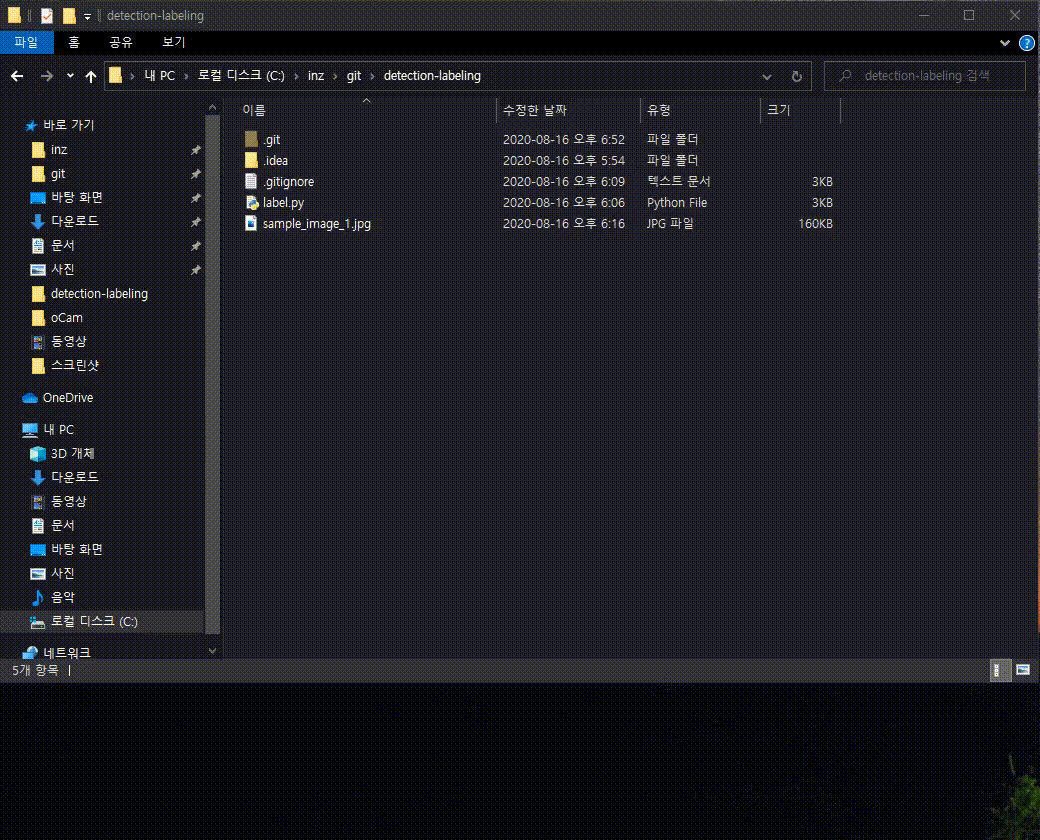 detection-labeling
파일 홈 공유 보기
내 PC › 로컬 디스크 (C:) › inz › git › detection-labeling
detection-labeling 검색
이름 수정한 날짜 유형 크기
.git 2020-08-16 오후 6:52 파일 폴더
.idea 2020-08-16 오후 5:54 파일 폴더
.gitignore 2020-08-16 오후 6:09 텍스트 문서 3KB
label.py 2020-08-16 오후 6:06 Python File 3KB
sample_image_1.jpg 2020-08-16 오후 6:16 JPG 파일 160KB
바로 가기
inz
git
바탕 화면
다운로드
문서
사진
detection-labeling
oCam
동영상
스크린샷
OneDrive
내 PC
3D 개체
다운로드
동영상
문서
바탕 화면
사진
음악
로컬 디스크 (C:)
네트워크
5개 항목